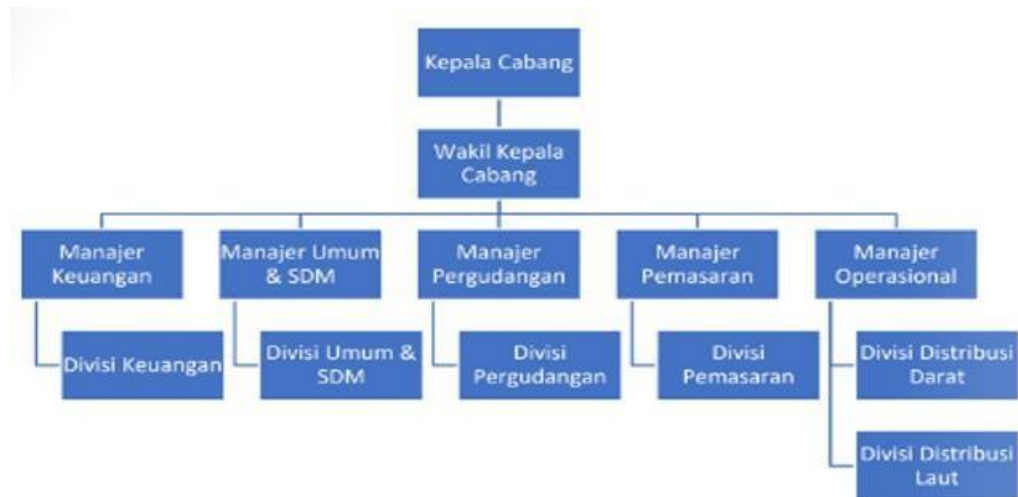 Kepala Cabang
Wakil Kepala
Cabang
Manajer
Keuangan
Manajer Umum
& SDM
Manajer
Pergudangan
Manajer
Pemasaran
Manajer
Operasional
Divisi Keuangan
Divisi Umum &
SDM
Divisi
Pergudangan
Divisi
Pemasaran
Divisi Distribusi
Darat
Divisi Distribusi
Laut